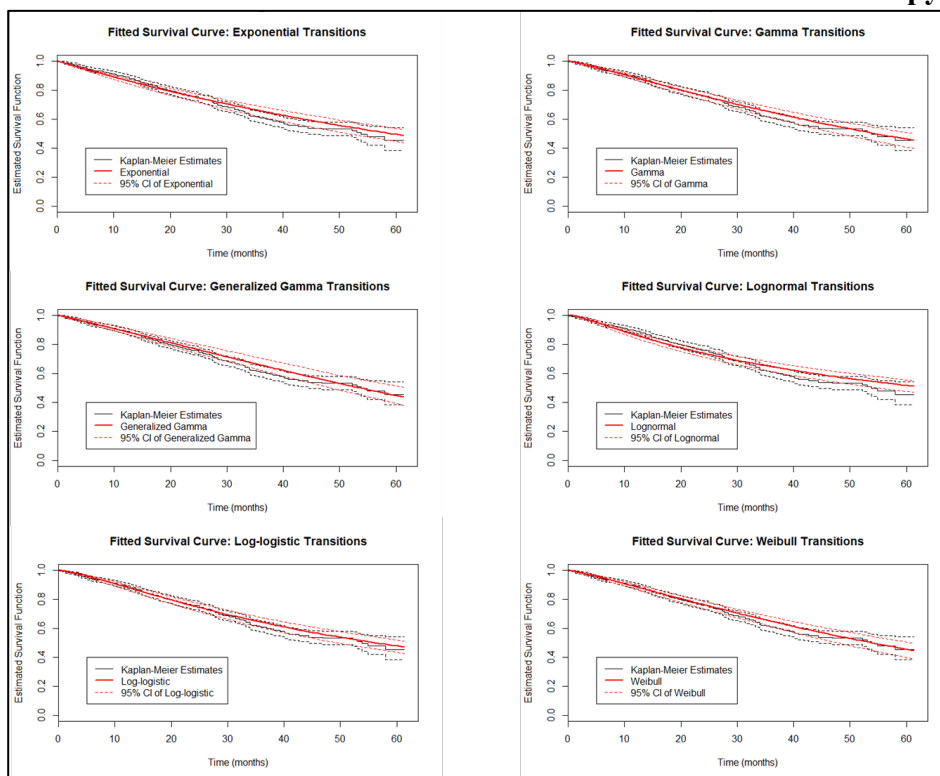 py
Fitted Survival Curve: Exponential Transitions
Estimated Survival Function
1.0
0.8
0.6
0.4
0.2
0.0
Kaplan-Meier Estimates
Exponential
95% CI of Exponential
0 10 20 30 40 50 60
Time (months)
Fitted Survival Curve: Gamma Transitions
Estimated Survival Function
1.0
0.8
0.6
0.4
0.2
0.0
Kaplan-Meier Estimates
Gamma
95% CI of Gamma
0 10 20 30 40 50 60
Time (months)
Fitted Survival Curve: Generalized Gamma Transitions
Estimated Survival Function
1.0
0.8
0.6
0.4
0.2
0.0
Kaplan-Meier Estimates
Generalized Gamma
95% CI of Generalized Gamma
0 10 20 30 40 50 60
Time (months)
Fitted Survival Curve: Lognormal Transitions
Estimated Survival Function
1.0
0.8
0.6
0.4
0.2
0.0
Kaplan-Meier Estimates
Lognormal
95% CI of Lognormal
0 10 20 30 40 50 60
Time (months)
Fitted Survival Curve: Log-logistic Transitions
Estimated Survival Function
1.0
0.8
0.6
0.4
0.2
0.0
Kaplan-Meier Estimates
Log-logistic
95% CI of Log-logistic
0 10 20 30 40 50 60
Time (months)
Fitted Survival Curve: Weibull Transitions
Estimated Survival Function
1.0
0.8
0.6
0.4
0.2
0.0
Kaplan-Meier Estimates
Weibull
95% CI of Weibull
0 10 20 30 40 50 60
Time (months)